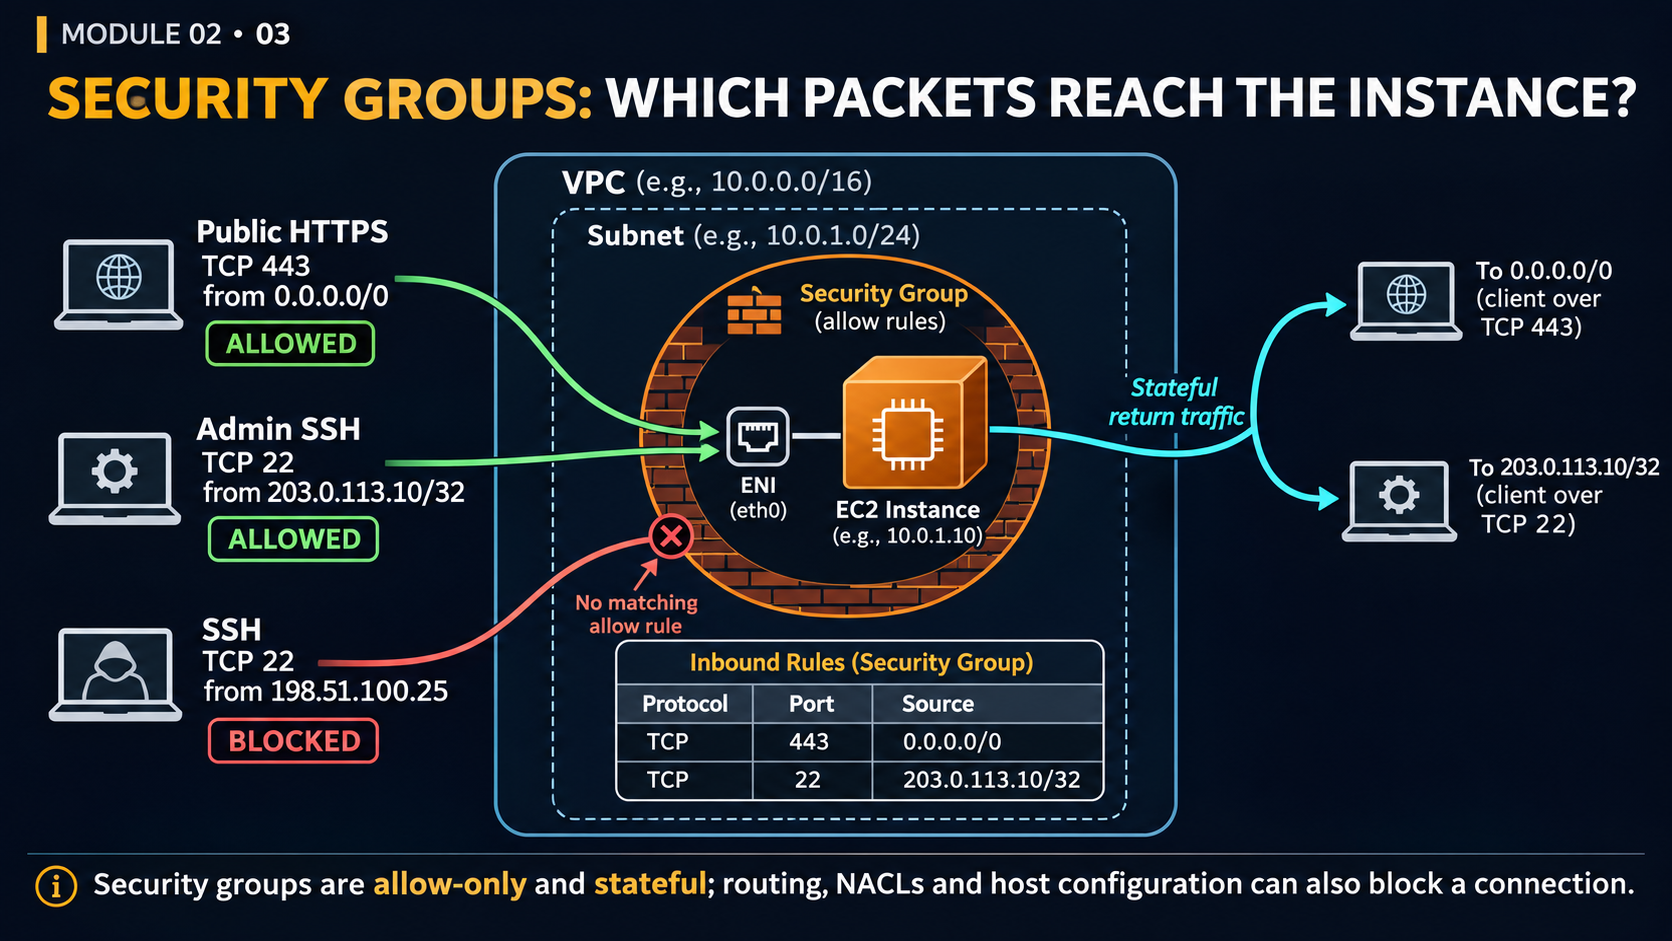 MODULE 02 • 03
SECURITY GROUPS: WHICH PACKETS REACH THE INSTANCE?
Public HTTPS
TCP 443
from 0.0.0.0/0
ALLOWED
Admin SSH
TCP 22
from 203.0.113.10/32
ALLOWED
SSH
TCP 22
from 198.51.100.25
BLOCKED
VPC (e.g., 10.0.0.0/16)
Subnet (e.g., 10.0.1.0/24)
Security Group
(allow rules)
ENI
(eth0)
EC2 Instance
(e.g., 10.0.1.10)
No matching
allow rule
Inbound Rules (Security Group)
Protocol Port Source
TCP 443 0.0.0.0/0
TCP 22 203.0.113.10/32
Stateful
return traffic
To 0.0.0.0/0
(client over
TCP 443)
To 203.0.113.10/32
(client over
TCP 22)
i Security groups are allow-only and stateful; routing, NACLs and host configuration can also block a connection.